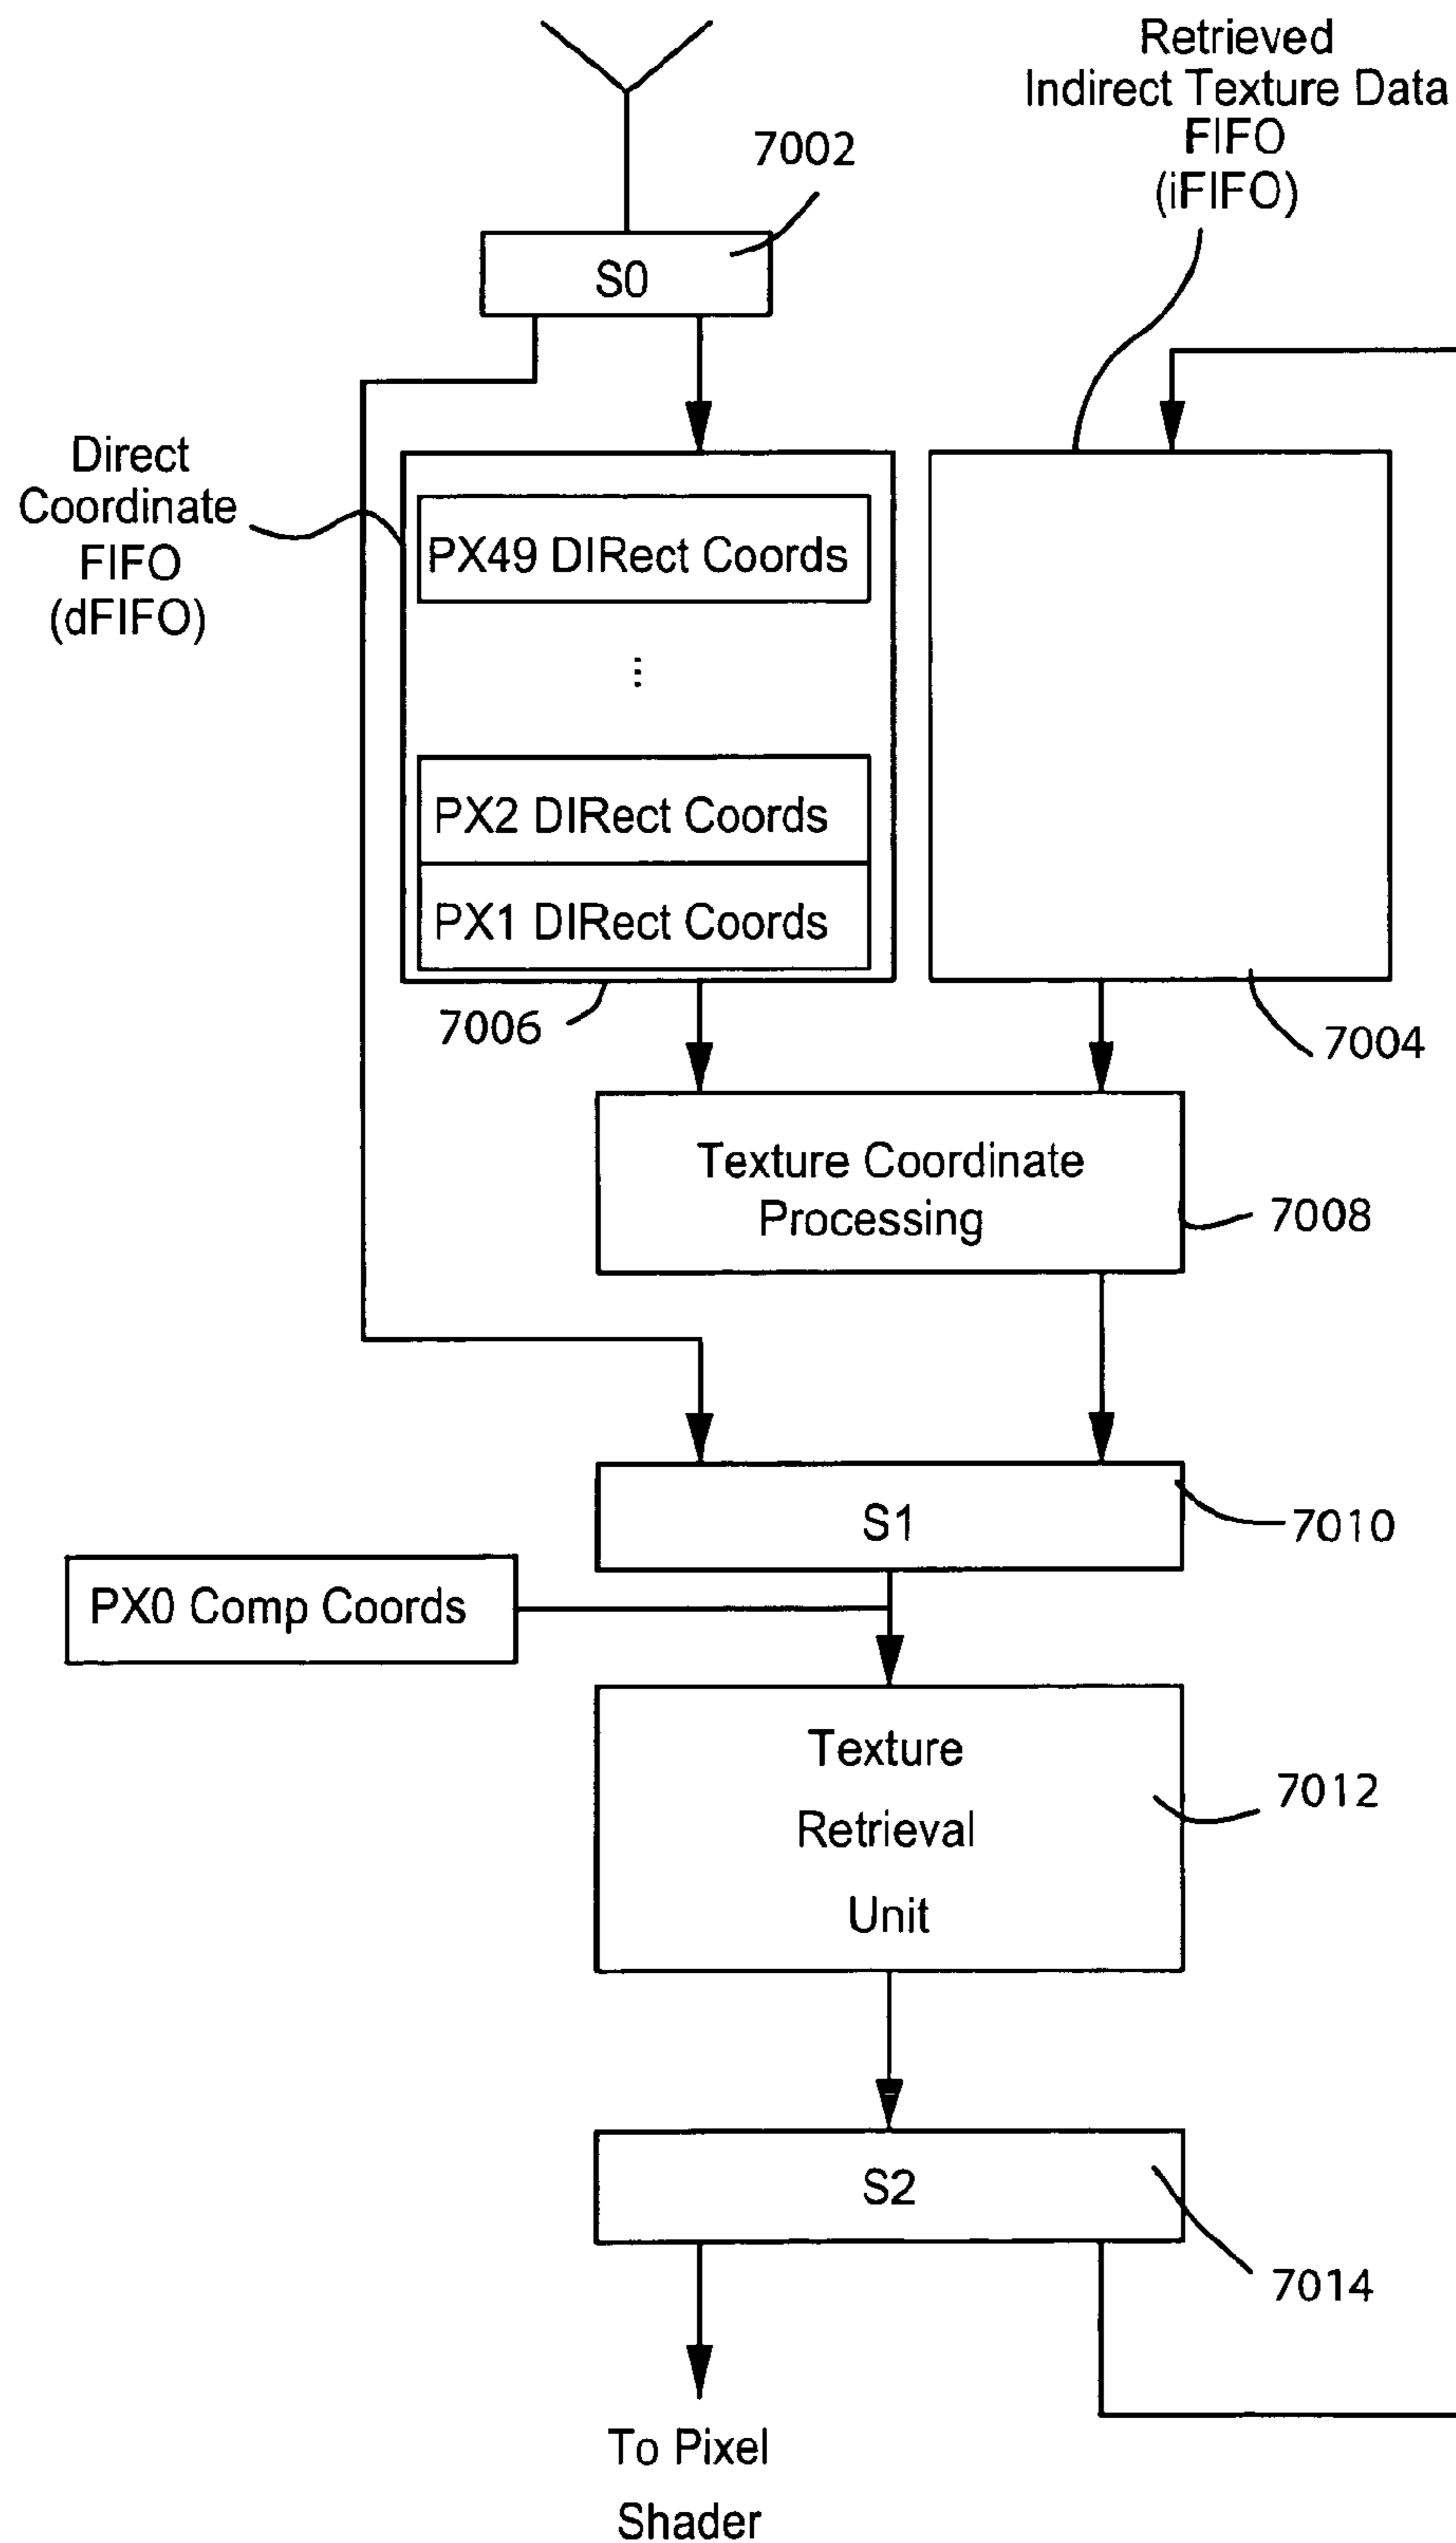 Retrieved
Indirect Texture Data
FIFO
(iFIFO)
7002
S0
Direct
Coordinate
FIFO
(dFIFO)
PX49 DIRect Coords
...
PX2 DIRect Coords
PX1 DIRect Coords
7006
7004
Texture Coordinate
Processing
7008
S1
7010
PX0 Comp Coords
Texture
Retrieval
Unit
7012
S2
7014
To Pixel
Shader